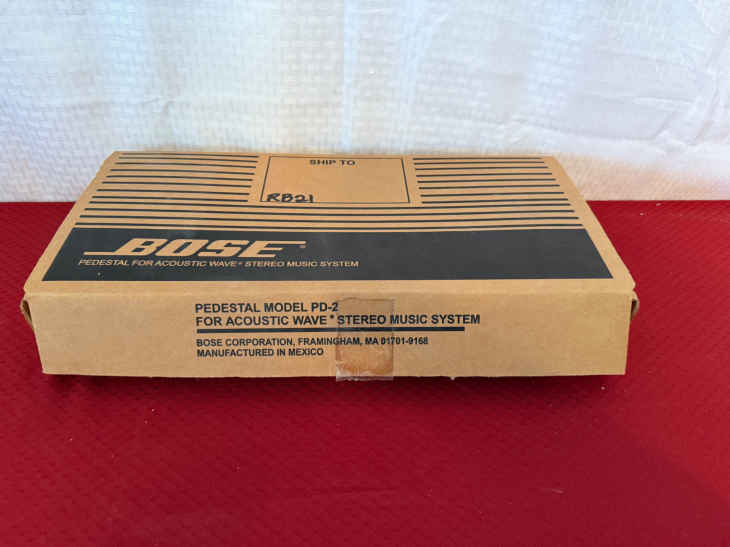 SHIP TO
RB21
BOSE®
PEDESTAL FOR ACOUSTIC WAVE® STEREO MUSIC SYSTEM
PEDESTAL MODEL PD-2
FOR ACOUSTIC WAVE® STEREO MUSIC SYSTEM
BOSE CORPORATION, FRAMINGHAM, MA 01701-9168
MANUFACTURED IN MEXICO